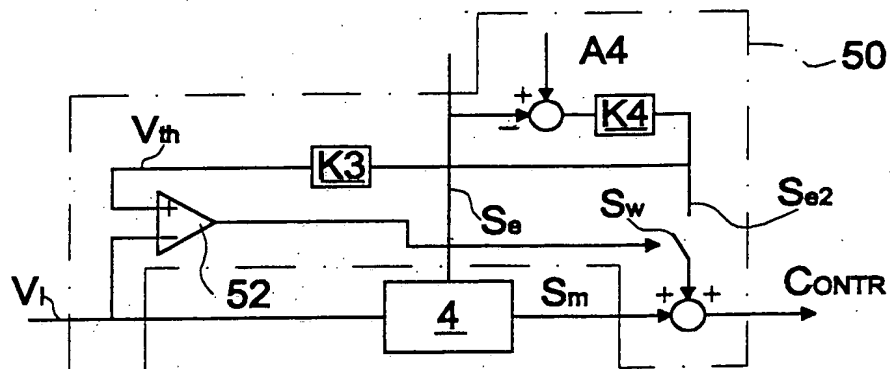 A4
50
+
−
K4
Vth
K3
+
−
Se
Sw
Se2
52
Vl
4
Sm
+
+
CONTR